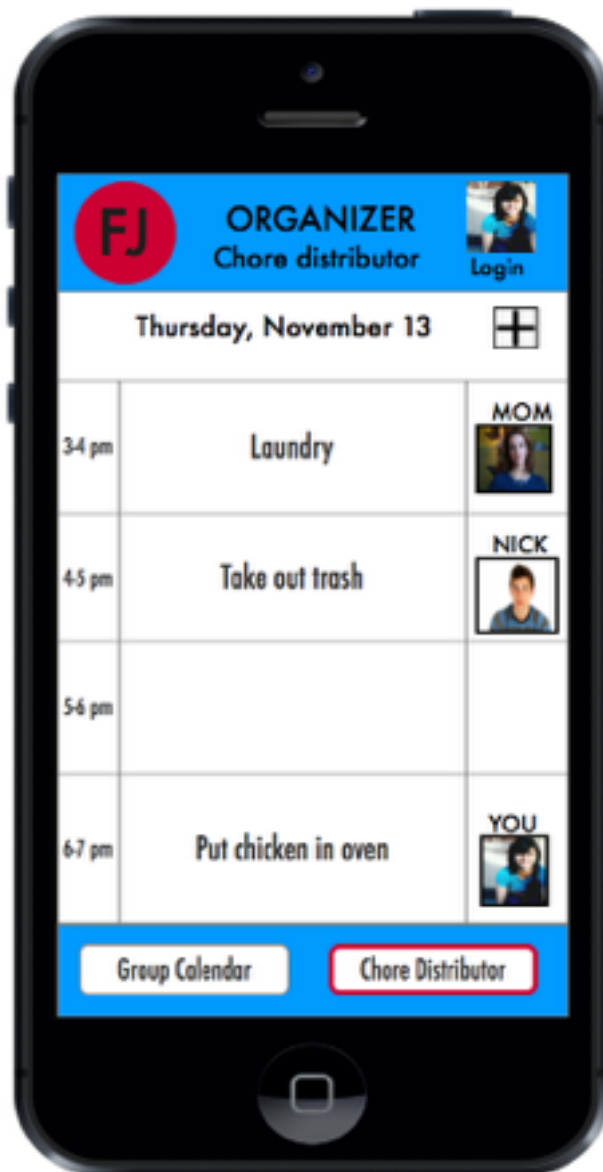 FJ
ORGANIZER
Chore distributor
Login
Thursday, November 13
3-4 pm
Laundry
MOM
4-5 pm
Take out trash
NICK
5-6 pm
6-7 pm
Put chicken in oven
YOU
Group Calendar
Chore Distributor